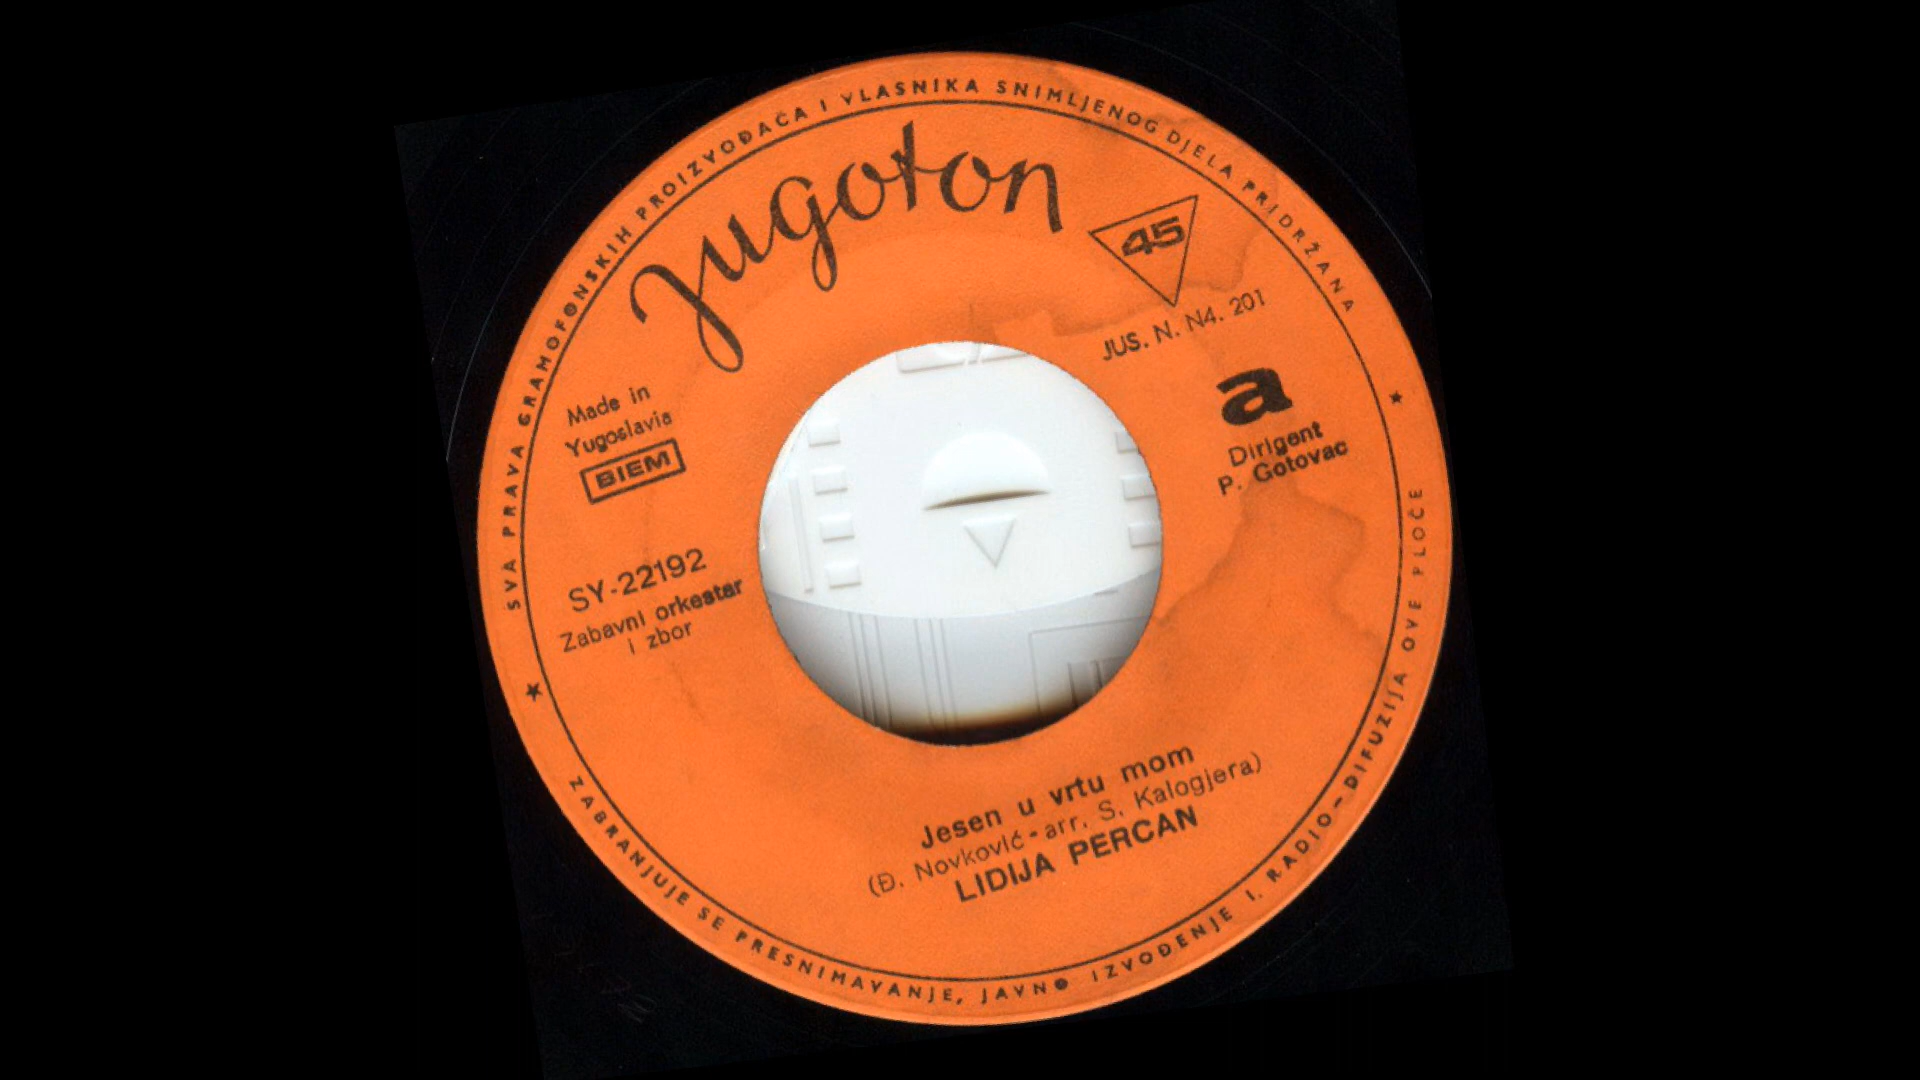 SVA PRAVA GRAMOFONSKIH PROIZVOĐAČA I VLASNIKA SNIMLJENOG DJELA PRIDRŽANA
jugoton
45
JUS. N. N4. 201
a
Dirigent
P. Gotovac
Made in
Yugoslavia
BIEM
SY-22192
Zabavni orkestar
i zbor
Jesen u vrtu mom
(Đ. Novković - arr. S. Kalogjera)
LIDIJA PERCAN
ZABRANJUJE SE PRESNIMAVANJE, JAVNO IZVOĐENJE I. RADIO-DIFUZIJA OVE PLOČE